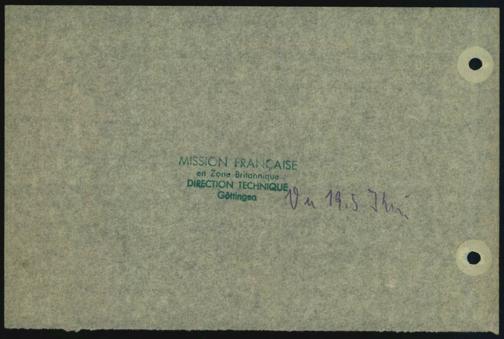 MISSION FRANÇAISE
en Zone Britannique
DIRECTION TECHNIQUE
Göttingen
Vu 19.5.